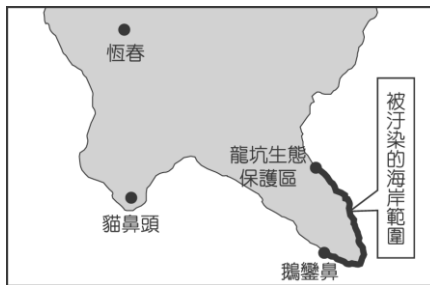 恆春
龍坑生態
保護區
被汙染的海岸範圍
貓鼻頭
鵝鑾鼻